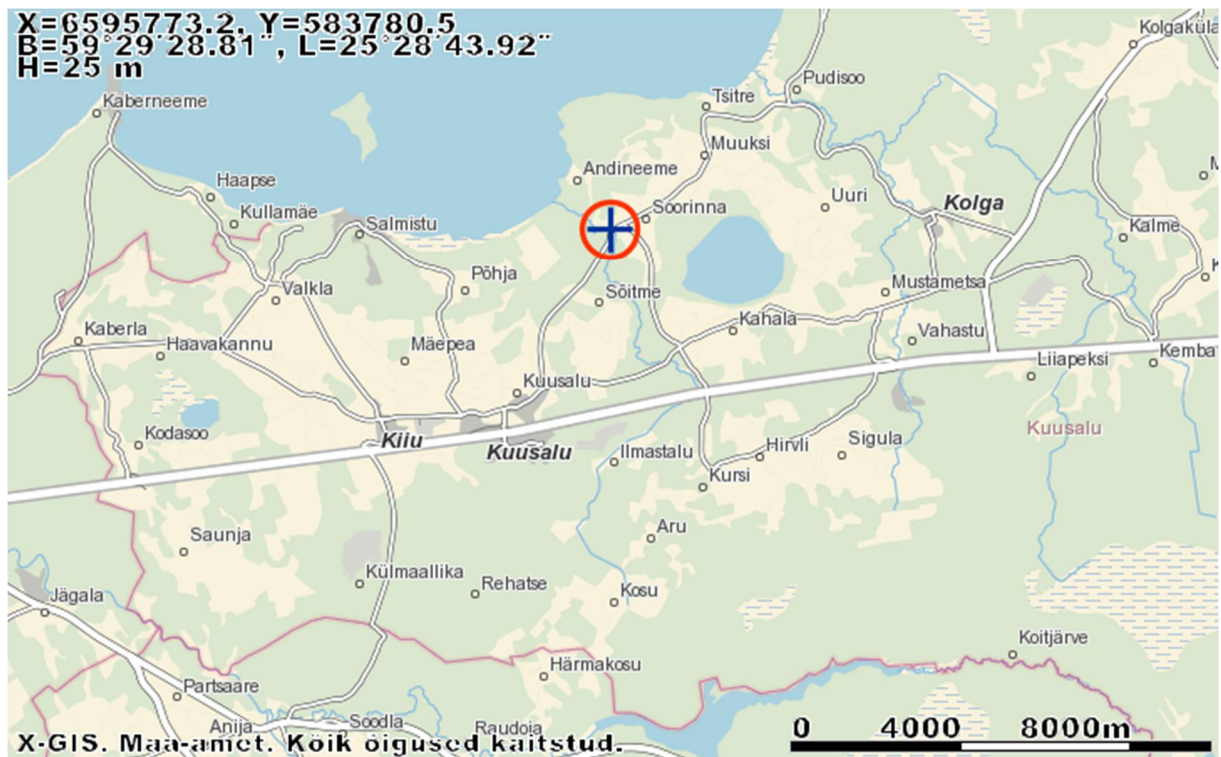 X=6595773.2, Y=583780.5
B=59°29´28.81¨, L=25°28´43.92¨
H=25 m
Kolgaküla
Pudisoo
Tsitre
Kaberneeme
Muuksi
Andineeme
Haapse
Uuri
Kolga
Soorinna
Kullamäe
Salmistu
Kalme
Põhja
Mustametsa
Valkla
Sõitme
Kahala
Kaberla
Vahastu
Haavakannu
Mäepea
Liiapeksi
Kemba
Kuusalu
Kodasoo
Kiiu
Kuusalu
Ilmastalu
Hirvli
Sigula
Kuusalu
Kursi
Saunja
Aru
Külmaallika
Rehatse
Kosu
Jägala
Koitjärve
Härmakosu
Partsaare
Anija
Soodla
Raudoja
0 4000 8000m
X-GIS. Maa-amet. Kõik õigused kaitstud.